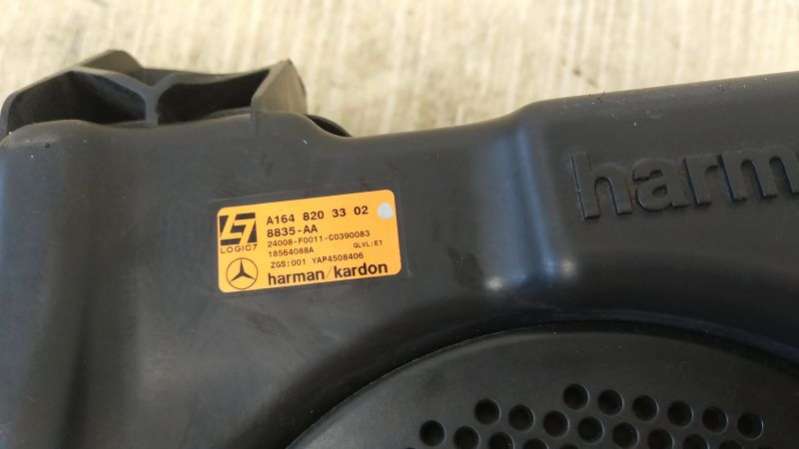 A164 820 33 02
8835-AA
24008-F0011-C0390083
18564088A QLVL:E1
LOGIC7
ZGS:001 YAP4508406
harman/kardon
harm